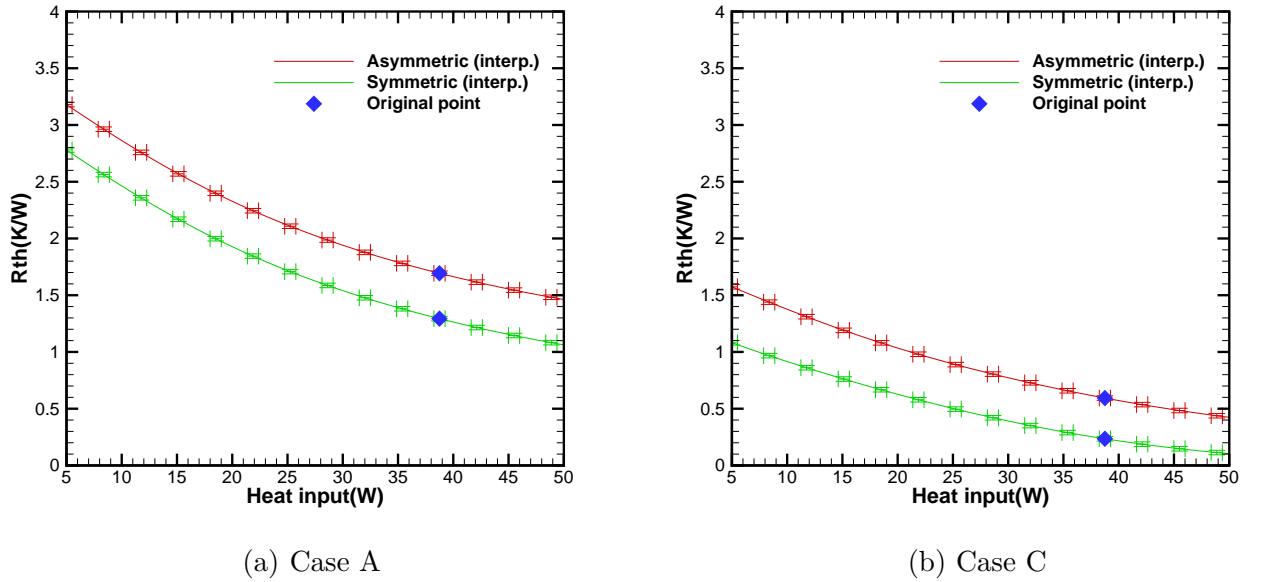 4
3.5
3
2.5
2
1.5
1
0.5
0
Rth(K/W)
5 10 15 20 25 30 35 40 45 50
Heat input(W)
Asymmetric (interp.)
Symmetric (interp.)
Original point
(a) Case A
4
3.5
3
2.5
2
1.5
1
0.5
0
Rth(K/W)
5 10 15 20 25 30 35 40 45 50
Heat input(W)
Asymmetric (interp.)
Symmetric (interp.)
Original point
(b) Case C